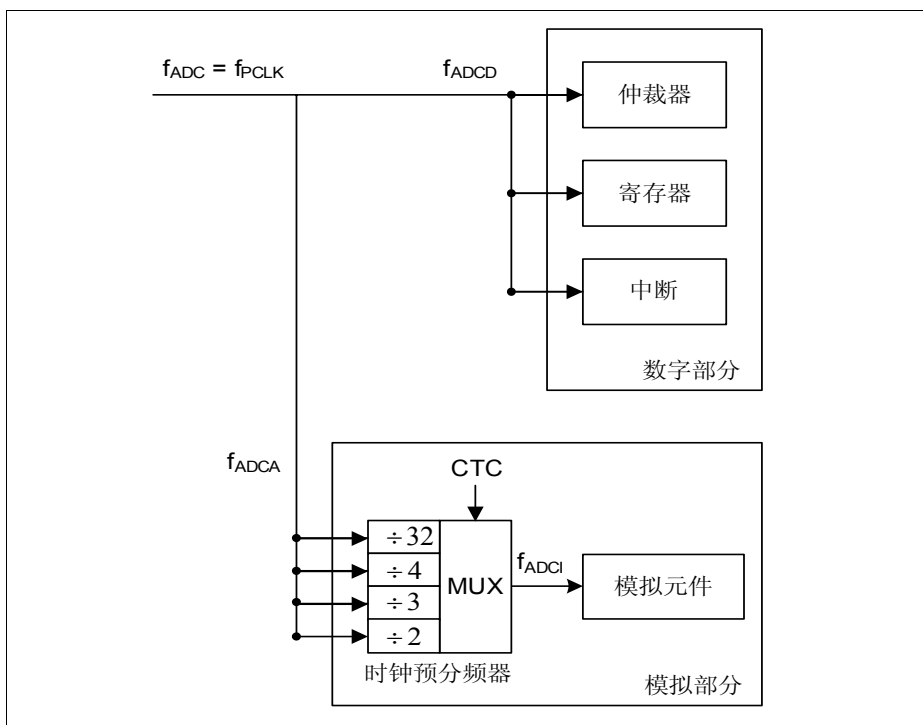 fADC = fPCLK
fADCD
仲裁器
寄存器
中断
数字部分
fADCA
CTC
÷32
÷4
÷3
÷2
MUX
fADCI
模拟元件
时钟预分频器
模拟部分